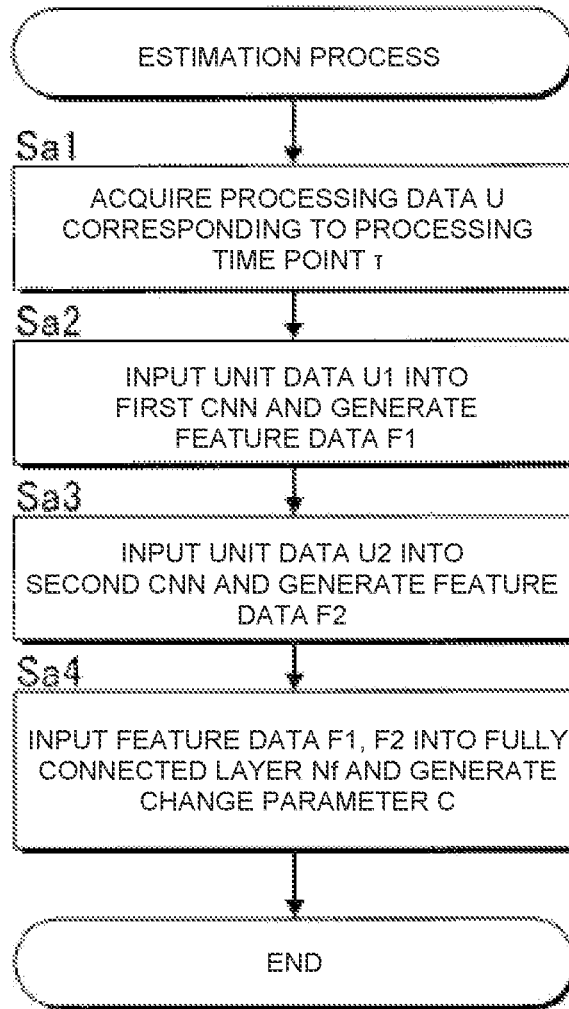 ESTIMATION PROCESS
Sa1
ACQUIRE PROCESSING DATA U
CORRESPONDING TO PROCESSING
TIME POINT τ
Sa2
INPUT UNIT DATA U1 INTO
FIRST CNN AND GENERATE
FEATURE DATA F1
Sa3
INPUT UNIT DATA U2 INTO
SECOND CNN AND GENERATE FEATURE
DATA F2
Sa4
INPUT FEATURE DATA F1, F2 INTO FULLY
CONNECTED LAYER Nf AND GENERATE
CHANGE PARAMETER C
END